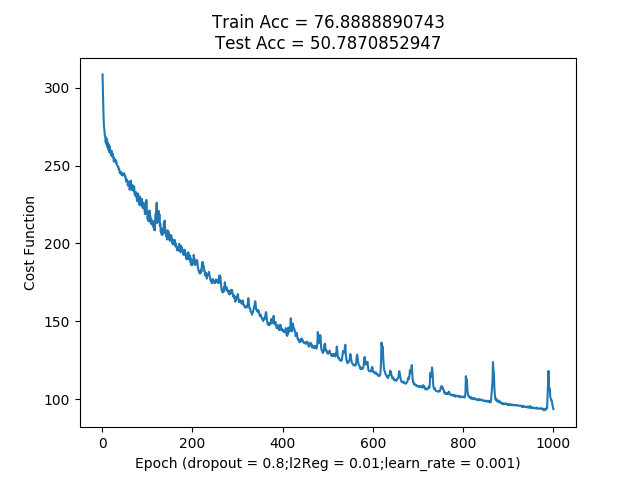 Train Acc = 76.8888890743
Test Acc = 50.7870852947
300
250
200
150
100
Cost Function
0 200 400 600 800 1000
Epoch (dropout = 0.8;l2Reg = 0.01;learn_rate = 0.001)